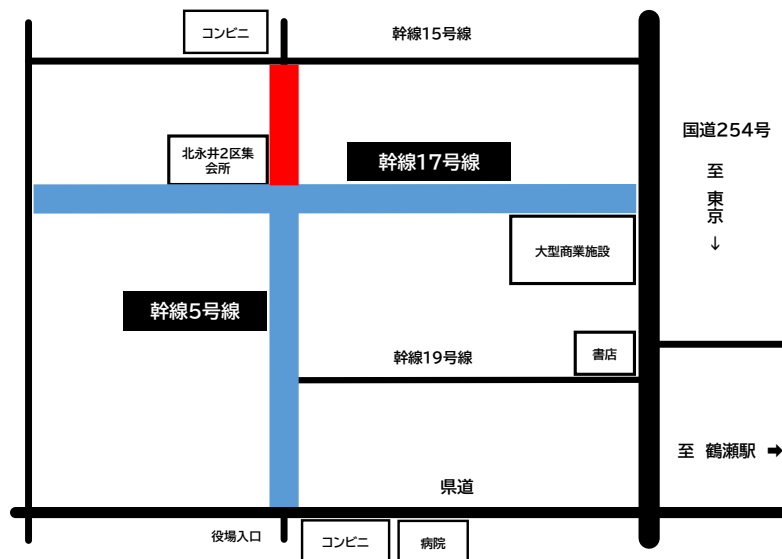 コンビニ
幹線15号線
国道254号
北永井2区集
会所
幹線17号線
至
東
京
↓
大型商業施設
幹線5号線
幹線19号線
書店
至 鶴瀬駅 ➡
県道
役場入口
コンビニ
病院